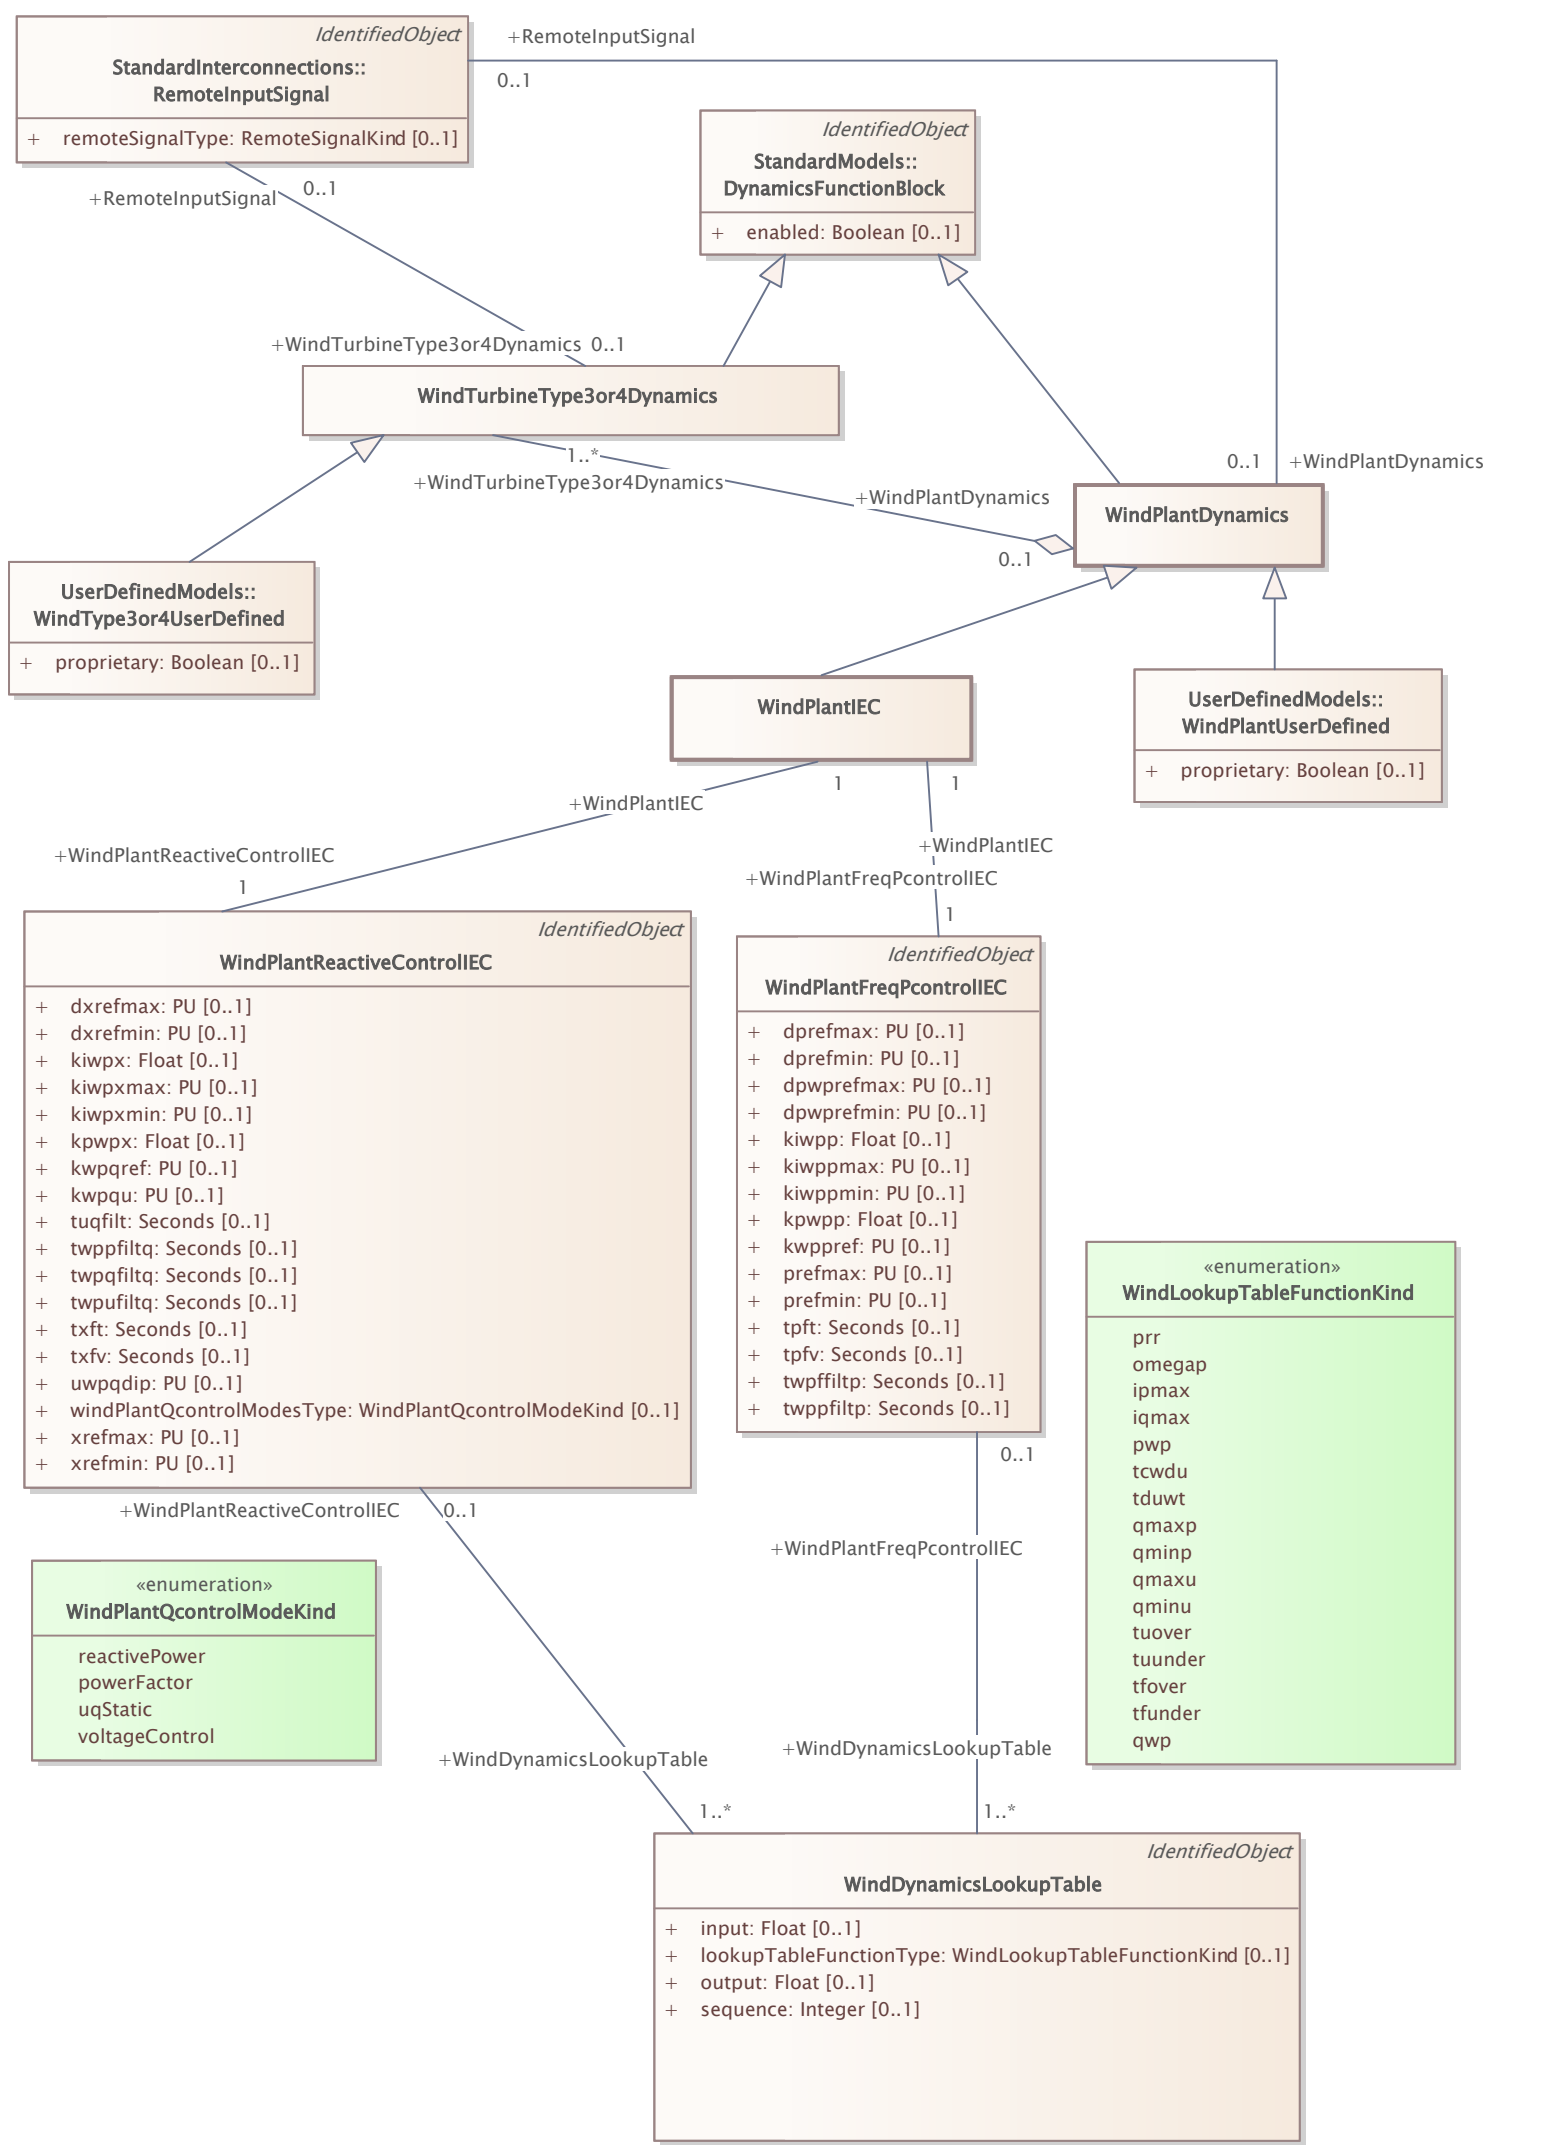 IdentifiedObject
StandardInterconnections::
RemoteInputSignal
+ remoteSignalType: RemoteSignalKind [0..1]
+RemoteInputSignal
0..1
IdentifiedObject
StandardModels::
DynamicsFunctionBlock
+ enabled: Boolean [0..1]
0..1
+RemoteInputSignal
+WindTurbineType3or4Dynamics 0..1
WindTurbineType3or4Dynamics
1..*
+WindTurbineType3or4Dynamics
+WindPlantDynamics
0..1
0..1 +WindPlantDynamics
WindPlantDynamics
UserDefinedModels::
WindType3or4UserDefined
+ proprietary: Boolean [0..1]
WindPlantIEC
UserDefinedModels::
WindPlantUserDefined
+ proprietary: Boolean [0..1]
1
1
+WindPlantIEC
+WindPlantReactiveControlIEC
1
+WindPlantIEC
+WindPlantFreqPcontrolIEC
1
IdentifiedObject
WindPlantReactiveControlIEC
+ dxrefmax: PU [0..1]
+ dxrefmin: PU [0..1]
+ kiwpx: Float [0..1]
+ kiwpxmax: PU [0..1]
+ kiwpxmin: PU [0..1]
+ kpwpx: Float [0..1]
+ kwpqref: PU [0..1]
+ kwpqu: PU [0..1]
+ tuqfilt: Seconds [0..1]
+ twppfiltq: Seconds [0..1]
+ twpqfiltq: Seconds [0..1]
+ twpufiltq: Seconds [0..1]
+ txft: Seconds [0..1]
+ txfv: Seconds [0..1]
+ uwpqdip: PU [0..1]
+ windPlantQcontrolModesType: WindPlantQcontrolModeKind [0..1]
+ xrefmax: PU [0..1]
+ xrefmin: PU [0..1]
IdentifiedObject
WindPlantFreqPcontrolIEC
+ dprefmax: PU [0..1]
+ dprefmin: PU [0..1]
+ dpwprefmax: PU [0..1]
+ dpwprefmin: PU [0..1]
+ kiwpp: Float [0..1]
+ kiwppmax: PU [0..1]
+ kiwppmin: PU [0..1]
+ kpwpp: Float [0..1]
+ kwppref: PU [0..1]
+ prefmax: PU [0..1]
+ prefmin: PU [0..1]
+ tpft: Seconds [0..1]
+ tpfv: Seconds [0..1]
+ twpffiltp: Seconds [0..1]
+ twppfiltp: Seconds [0..1]
«enumeration»
WindLookupTableFunctionKind
prr
omegap
ipmax
iqmax
pwp
tcwdu
tduwt
qmaxp
qminp
qmaxu
qminu
tuover
tuunder
tfover
tfunder
qwp
+WindPlantReactiveControlIEC
0..1
0..1
+WindPlantFreqPcontrolIEC
«enumeration»
WindPlantQcontrolModeKind
reactivePower
powerFactor
uqStatic
voltageControl
+WindDynamicsLookupTable
1..*
+WindDynamicsLookupTable
1..*
IdentifiedObject
WindDynamicsLookupTable
+ input: Float [0..1]
+ lookupTableFunctionType: WindLookupTableFunctionKind [0..1]
+ output: Float [0..1]
+ sequence: Integer [0..1]